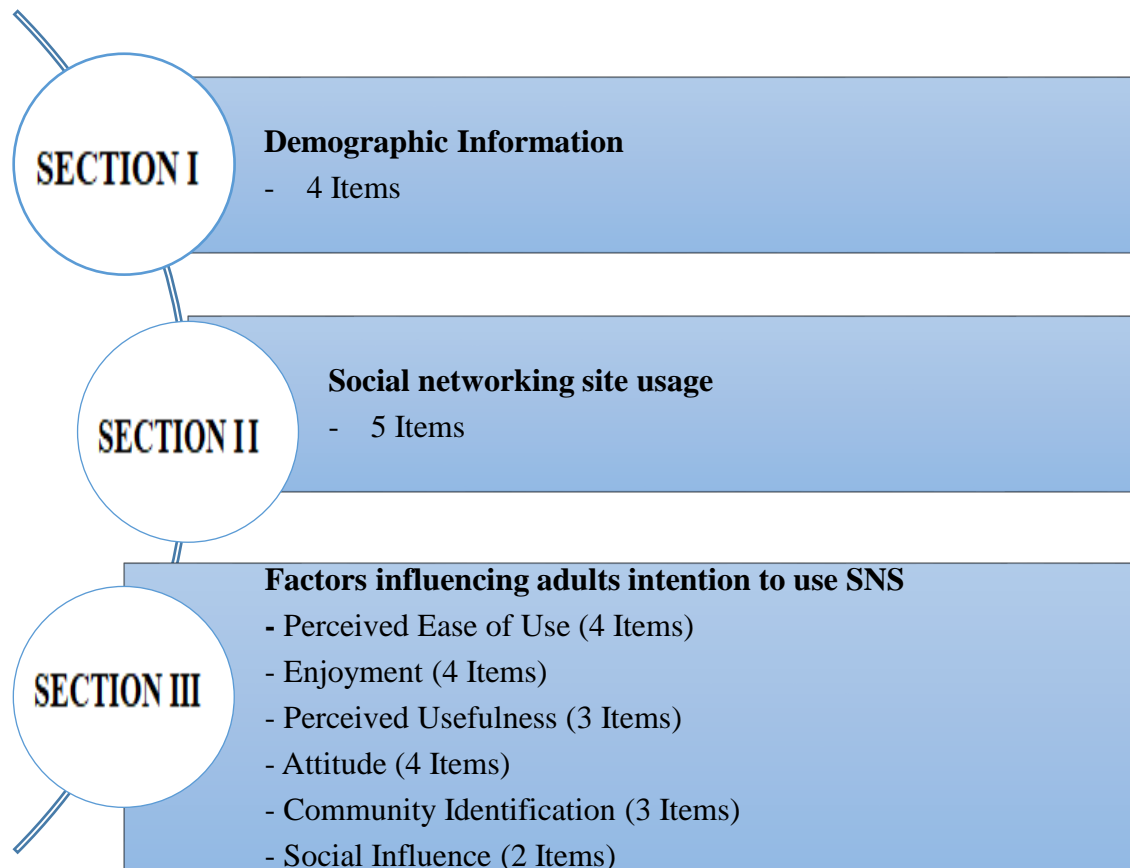 SECTION I
Demographic Information
- 4 Items
SECTION II
Social networking site usage
- 5 Items
SECTION III
Factors influencing adults intention to use SNS
- Perceived Ease of Use (4 Items)
- Enjoyment (4 Items)
- Perceived Usefulness (3 Items)
- Attitude (4 Items)
- Community Identification (3 Items)
- Social Influence (2 Items)